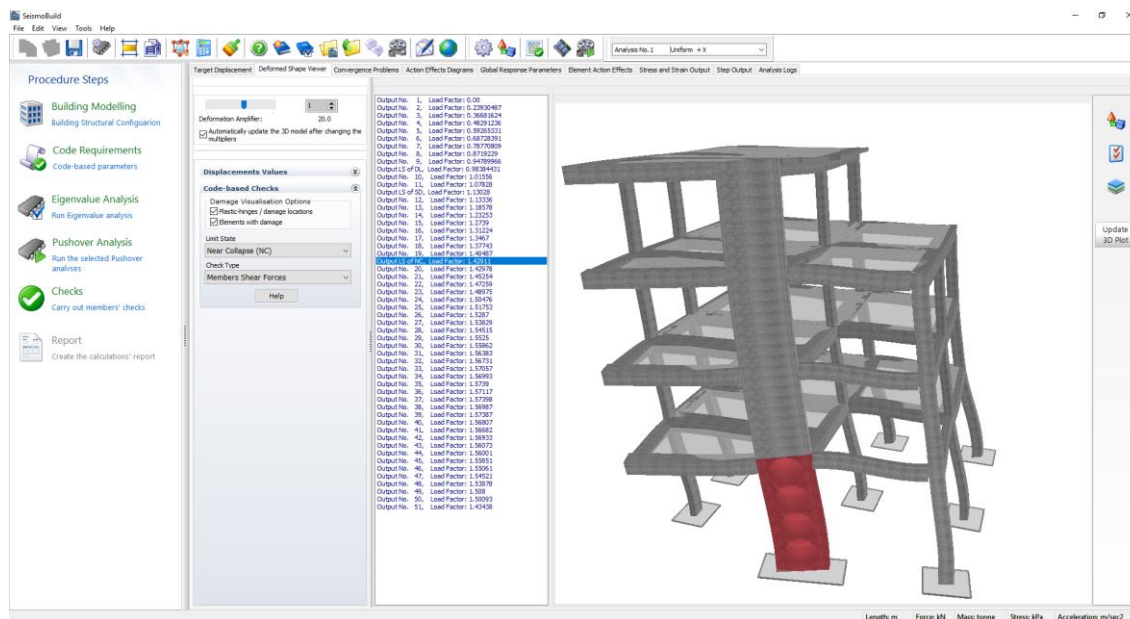 SeismoBuild
File Edit View Tools Help
Analysis No. 1 Uniform +X
Procedure Steps
Building Modelling
Building Structural Configuarion
Code Requirements
Code-based parameters
Eigenvalue Analysis
Run Eigenvalue analysis
Pushover Analysis
Run the selected Pushover
analyses
Checks
Carry out members' checks
Report
Create the calculations' report
Target Displacement Deformed Shape Viewer Convergence Problems Action Effects Diagrams Global Response Parameters Element Action Effects Stress and Strain Output Step Output Analysis Logs
1
Deformation Amplifier: 20.0
Automatically update the 3D model after changing the
multipliers
Displacements Values
Code-based Checks
Damage Visualisation Options
Plastic-hinges / damage locations
Elements with damage
Limit State
Near Collapse (NC)
Check Type
Members Shear Forces
Help
Output No. 1, Load Factor: 0.00
Output No. 2, Load Factor: 0.23930487
Output No. 3, Load Factor: 0.36681624
Output No. 4, Load Factor: 0.48291236
Output No. 5, Load Factor: 0.59265331
Output No. 6, Load Factor: 0.68728391
Output No. 7, Load Factor: 0.78770809
Output No. 8, Load Factor: 0.8719229
Output No. 9, Load Factor: 0.94789966
Output LS of DL, Load Factor: 0.98384431
Output No. 10, Load Factor: 1.01556
Output No. 11, Load Factor: 1.07828
Output LS of SD, Load Factor: 1.13028
Output No. 12, Load Factor: 1.13336
Output No. 13, Load Factor: 1.18578
Output No. 14, Load Factor: 1.23253
Output No. 15, Load Factor: 1.2739
Output No. 16, Load Factor: 1.31224
Output No. 17, Load Factor: 1.3467
Output No. 18, Load Factor: 1.37743
Output No. 19, Load Factor: 1.40487
Output LS of NC, Load Factor: 1.42911
Output No. 20, Load Factor: 1.42978
Output No. 21, Load Factor: 1.45254
Output No. 22, Load Factor: 1.47259
Output No. 23, Load Factor: 1.48975
Output No. 24, Load Factor: 1.50476
Output No. 25, Load Factor: 1.51753
Output No. 26, Load Factor: 1.5287
Output No. 27, Load Factor: 1.53829
Output No. 28, Load Factor: 1.54515
Output No. 29, Load Factor: 1.5525
Output No. 30, Load Factor: 1.55862
Output No. 31, Load Factor: 1.56383
Output No. 32, Load Factor: 1.56731
Output No. 33, Load Factor: 1.57057
Output No. 34, Load Factor: 1.56993
Output No. 35, Load Factor: 1.5739
Output No. 36, Load Factor: 1.57117
Output No. 37, Load Factor: 1.57398
Output No. 38, Load Factor: 1.56987
Output No. 39, Load Factor: 1.57387
Output No. 40, Load Factor: 1.56807
Output No. 41, Load Factor: 1.56682
Output No. 42, Load Factor: 1.56933
Output No. 43, Load Factor: 1.56073
Output No. 44, Load Factor: 1.56001
Output No. 45, Load Factor: 1.55851
Output No. 46, Load Factor: 1.55061
Output No. 47, Load Factor: 1.54521
Output No. 48, Load Factor: 1.53878
Output No. 49, Load Factor: 1.508
Output No. 50, Load Factor: 1.50093
Output No. 51, Load Factor: 1.43438
Update
3D Plot
Length: m Force: kN Mass: tonne Stress: kPa Acceleration: m/sec2